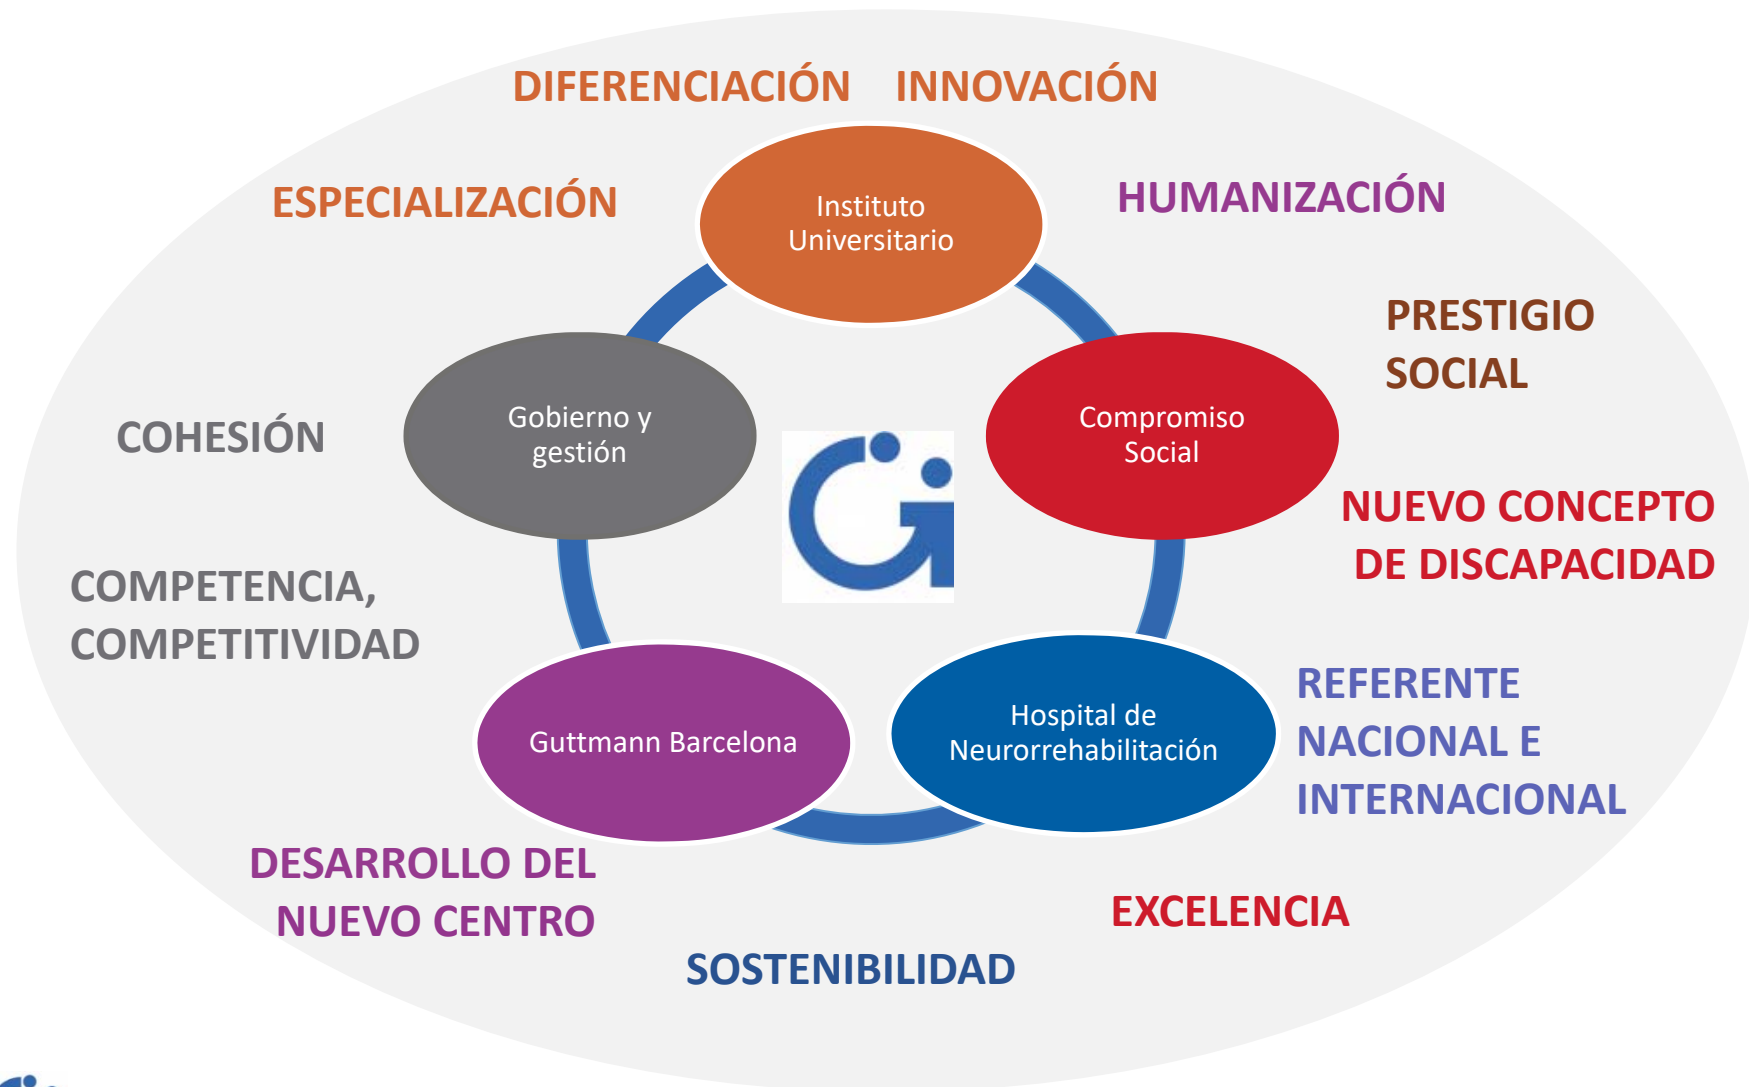 DIFERENCIACIÓN INNOVACIÓN
ESPECIALIZACIÓN
Instituto
Universitario
HUMANIZACIÓN
PRESTIGIO
SOCIAL
Gobierno y
gestión
Compromiso
Social
COHESIÓN
NUEVO CONCEPTO
DE DISCAPACIDAD
COMPETENCIA,
COMPETITIVIDAD
Guttmann Barcelona
Hospital de
Neurorrehabilitación
REFERENTE
NACIONAL E
INTERNACIONAL
DESARROLLO DEL
NUEVO CENTRO
EXCELENCIA
SOSTENIBILIDAD